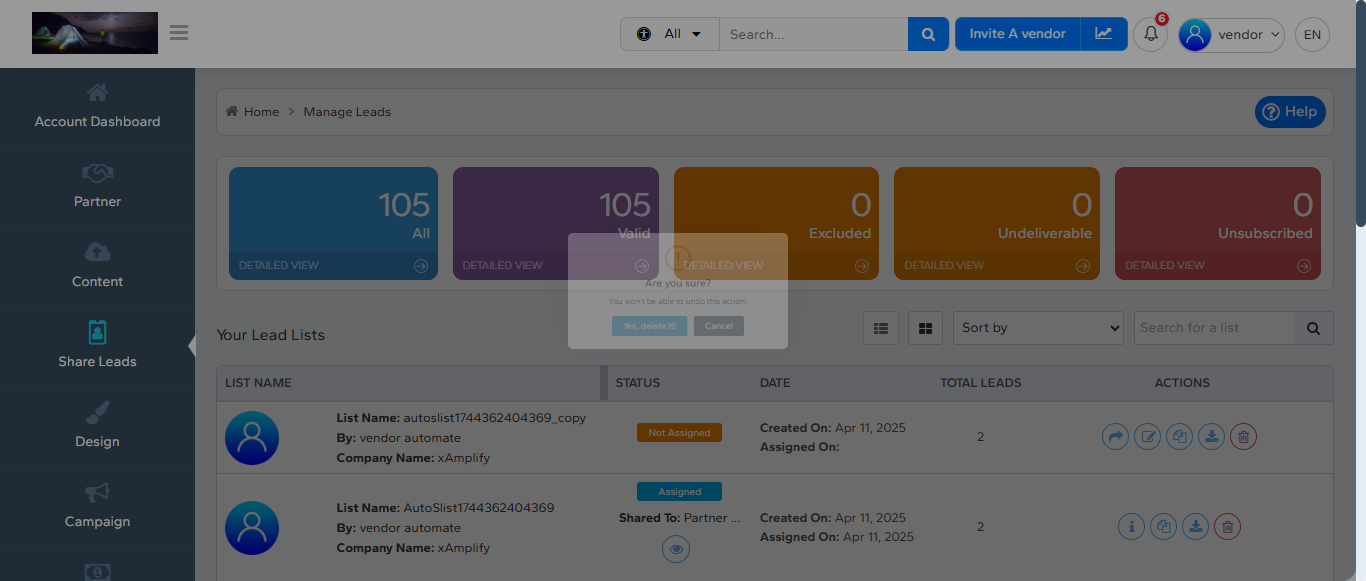 All
Search...
Invite A vendor
6
vendor
EN
Account Dashboard
Partner
Content
Share Leads
Design
Campaign
Home > Manage Leads
Help
105
All
DETAILED VIEW
105
Valid
DETAILED VIEW
0
Excluded
DETAILED VIEW
0
Undeliverable
DETAILED VIEW
0
Unsubscribed
DETAILED VIEW
Are you sure?
You won't be able to undo this action!
Yes, delete it!
Cancel
Your Lead Lists
Sort by
Search for a list
LIST NAME STATUS DATE TOTAL LEADS ACTIONS
List Name: autoslist1744362404369_copy
By: vendor automate
Company Name: xAmplify
Not Assigned
Created On: Apr 11, 2025
Assigned On:
2
List Name: AutoSlist1744362404369
By: vendor automate
Company Name: xAmplify
Assigned
Shared To: Partner ...
Created On: Apr 11, 2025
Assigned On: Apr 11, 2025
2